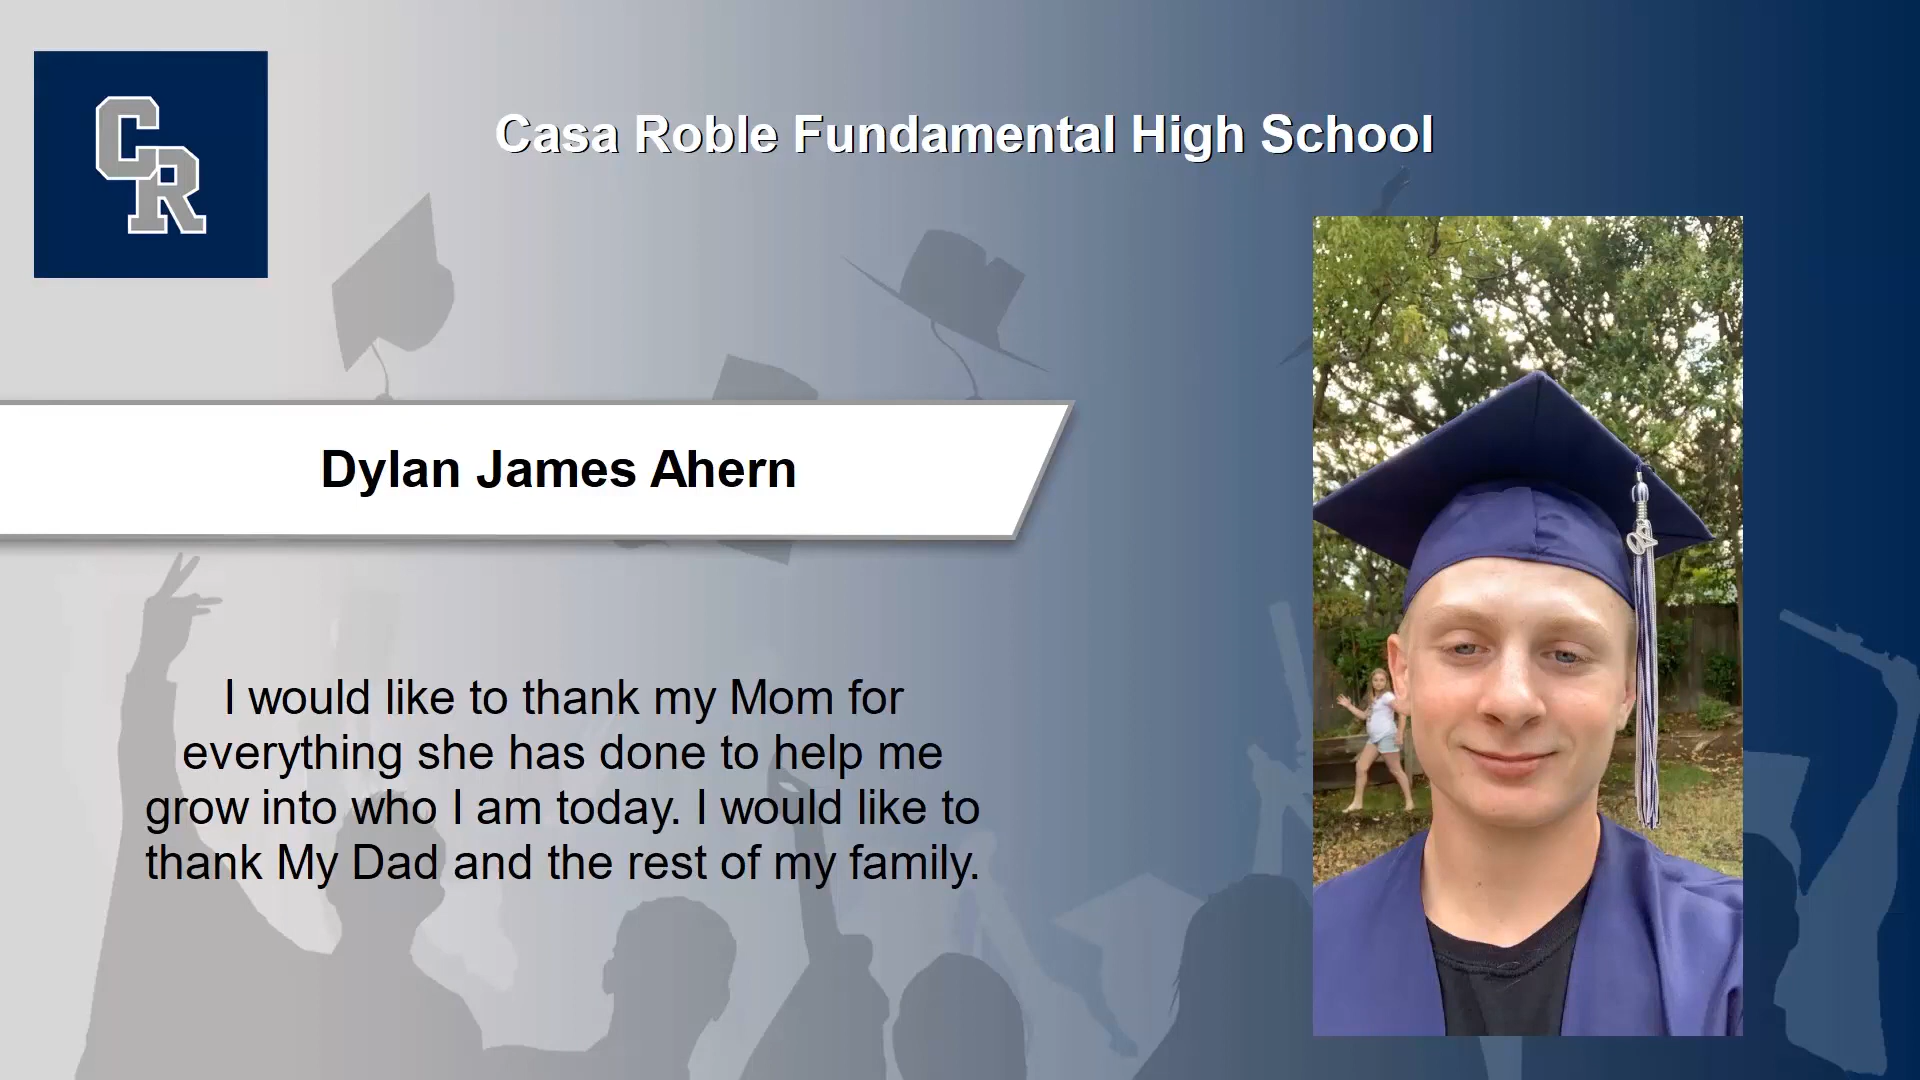 CR
Casa Roble Fundamental High School
Dylan James Ahern
I would like to thank my Mom for
everything she has done to help me
grow into who I am today. I would like to
thank My Dad and the rest of my family.